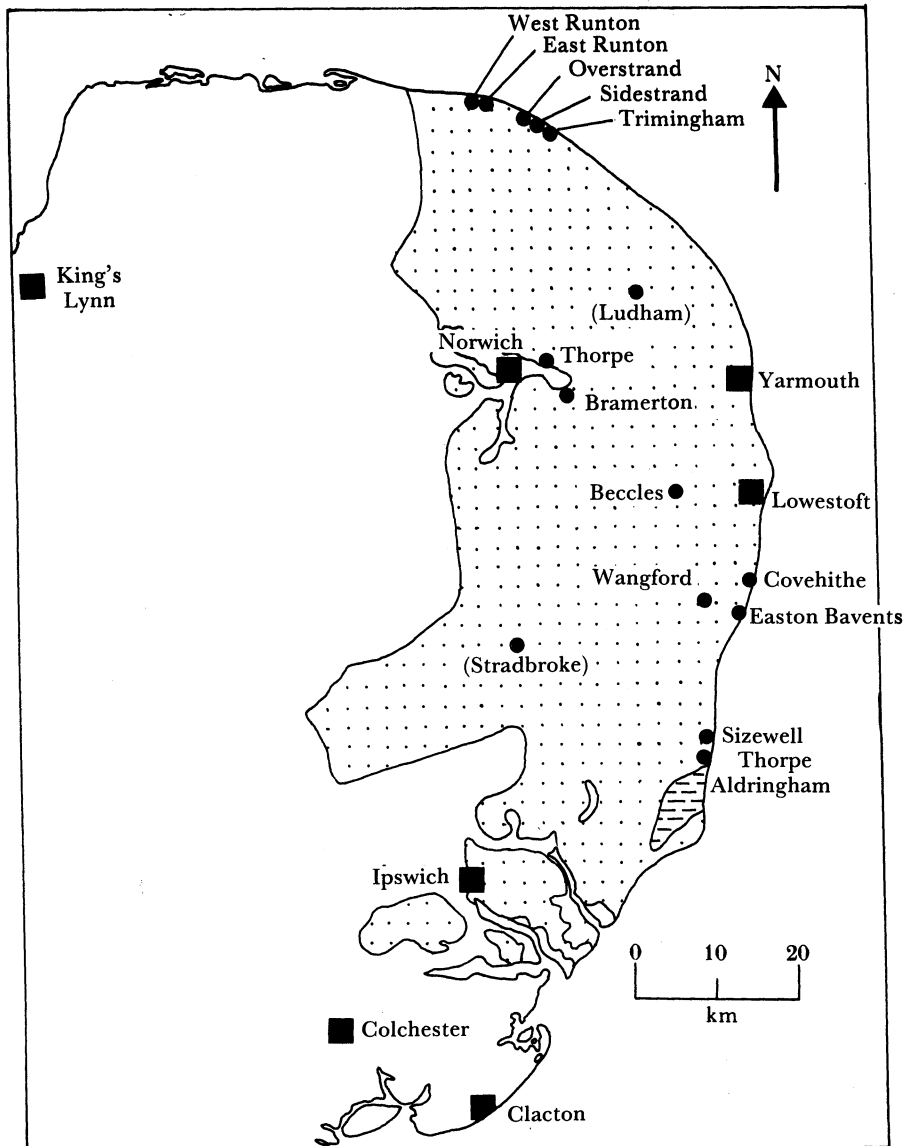 West Runton
East Runton
Overstrand
Sidestrand
Trimingham
N
King's
Lynn
(Ludham)
Norwich
Thorpe
Yarmouth
Bramerton
Beccles
Lowestoft
Wangford
Covehithe
Easton Bavents
(Stradbroke)
Sizewell
Thorpe
Aldringham
Ipswich
0 10 20
km
Colchester
Clacton